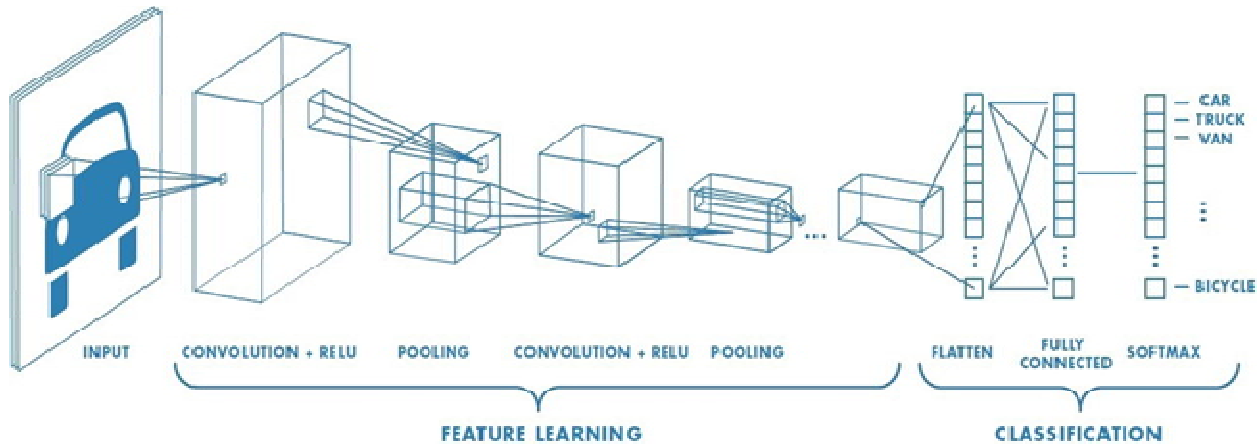 CAR
TRUCK
VAN
BICYCLE
INPUT
CONVOLUTION + RELU
POOLING
CONVOLUTION + RELU
POOLING
FLATTEN
FULLY
CONNECTED
SOFTMAX
FEATURE LEARNING
CLASSIFICATION